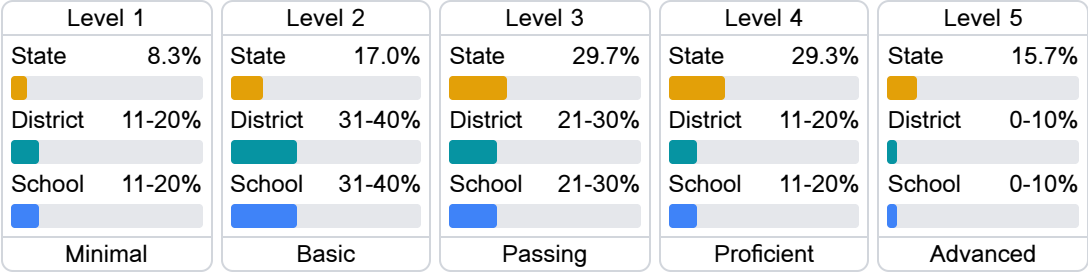 Level 1
State 8.3%
District 11-20%
School 11-20%
Minimal
Level 2
State 17.0%
District 31-40%
School 31-40%
Basic
Level 3
State 29.7%
District 21-30%
School 21-30%
Passing
Level 4
State 29.3%
District 11-20%
School 11-20%
Proficient
Level 5
State 15.7%
District 0-10%
School 0-10%
Advanced